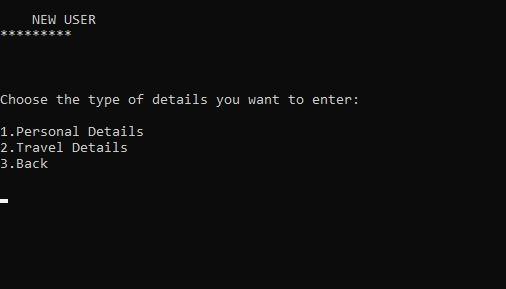 NEW USER
*********
Choose the type of details you want to enter:
1.Personal Details
2.Travel Details
3.Back